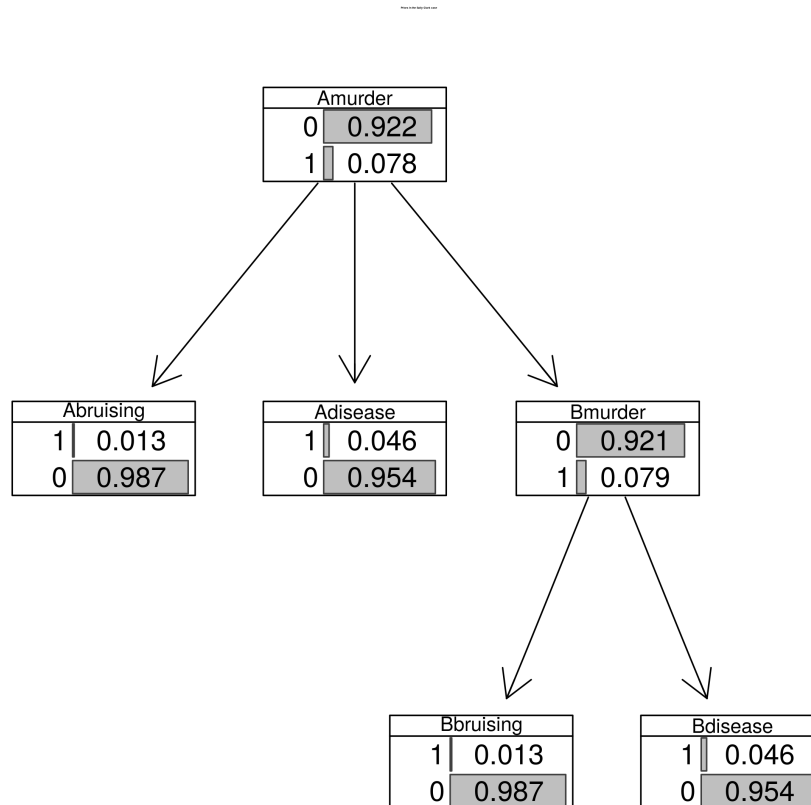 Amurder
0 0.922
1 0.078
Abruising
1 0.013
0 0.987
Adisease
1 0.046
0 0.954
Bmurder
0 0.921
1 0.079
Bbruising
1 0.013
0 0.987
Bdisease
1 0.046
0 0.954